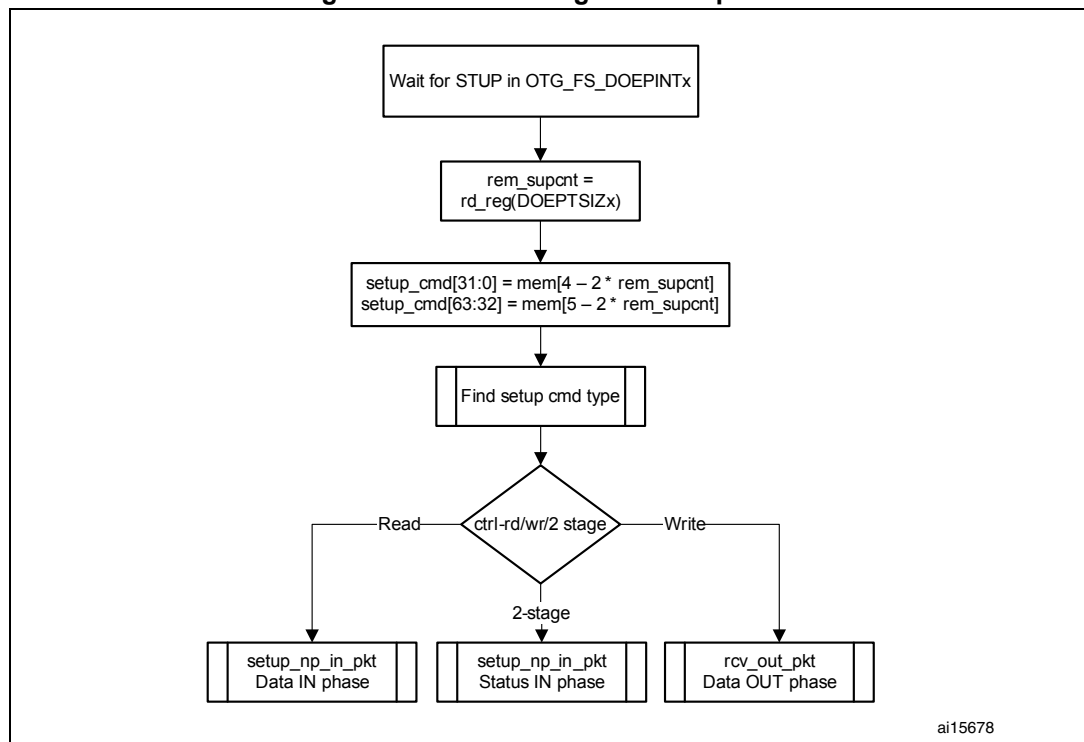 Wait for STUP in OTG_FS_DOEPINTx
rem_supcnt =
rd_reg(DOEPTSIZx)
setup_cmd[31:0] = mem[4 – 2 * rem_supcnt]
setup_cmd[63:32] = mem[5 – 2 * rem_supcnt]
Find setup cmd type
Read
ctrl-rd/wr/2 stage
Write
2-stage
setup_np_in_pkt
Data IN phase
setup_np_in_pkt
Status IN phase
rcv_out_pkt
Data OUT phase
ai15678